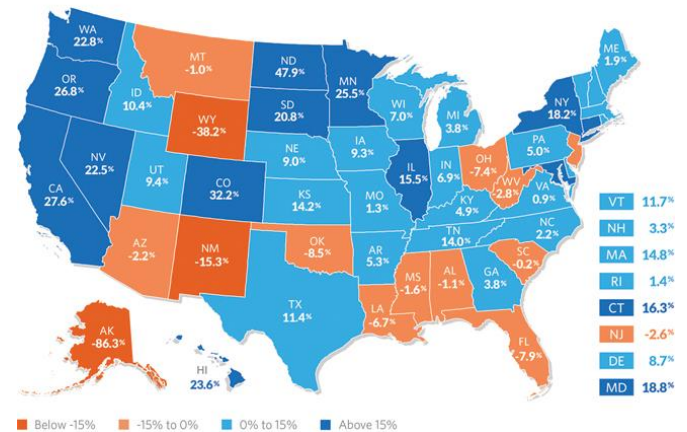 WA
22.8%
OR
26.8%
CA
27.6%
NV
22.5%
ID
10.4%
MT
-1.0%
WY
-38.2%
UT
9.4%
CO
32.2%
AZ
-2.2%
NM
-15.3%
ND
47.9%
SD
20.8%
NE
9.0%
KS
14.2%
OK
-8.5%
TX
11.4%
MN
25.5%
IA
9.3%
MO
1.3%
AR
5.3%
LA
-6.7%
WI
7.0%
IL
15.5%
MI
3.8%
IN
6.9%
OH
-7.4%
KY
4.9%
TN
14.0%
MS
-1.6%
AL
-1.1%
GA
3.8%
FL
-7.9%
SC
-0.2%
NC
2.2%
VA
0.9%
WV
-2.8%
PA
5.0%
NY
18.2%
ME
1.9%
AK
-86.3%
HI
23.6%
VT 11.7%
NH 3.3%
MA 14.8%
RI 1.4%
CT 16.3%
NJ -2.6%
DE 8.7%
MD 18.8%
Below -15% -15% to 0% 0% to 15% Above 15%